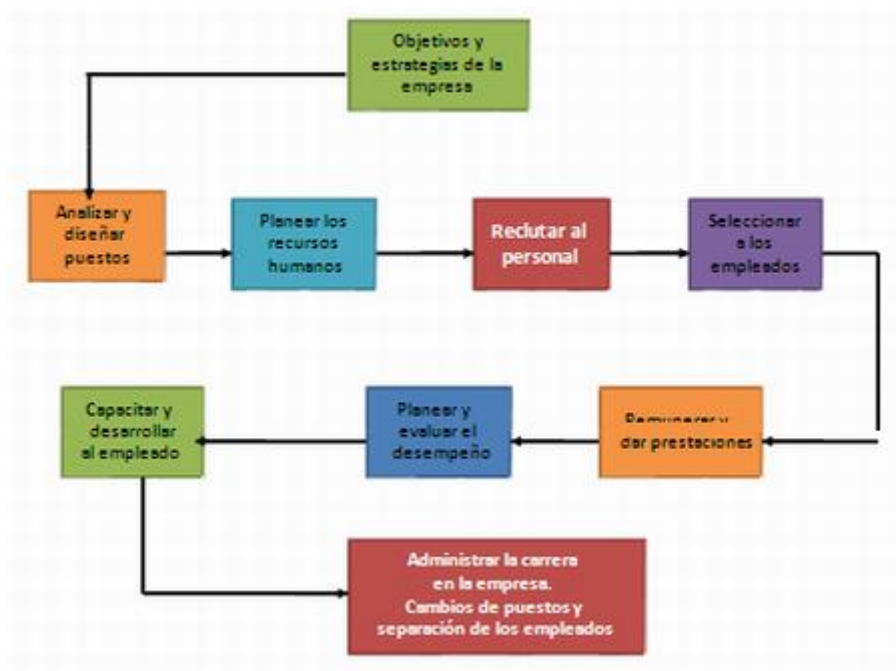 Objetivos y
estrategias de la
empresa
Analizar y
diseñar
puestos
Planear los
recursos
humanos
Reclutar al
personal
Seleccionar
a los
empleados
Capacitar y
desarrollar
al empleado
Planear y
evaluar el
desempeño
Remunerar y
dar prestaciones
Administrar la carrera
en la empresa.
Cambios de puestos y
separación de los empleados